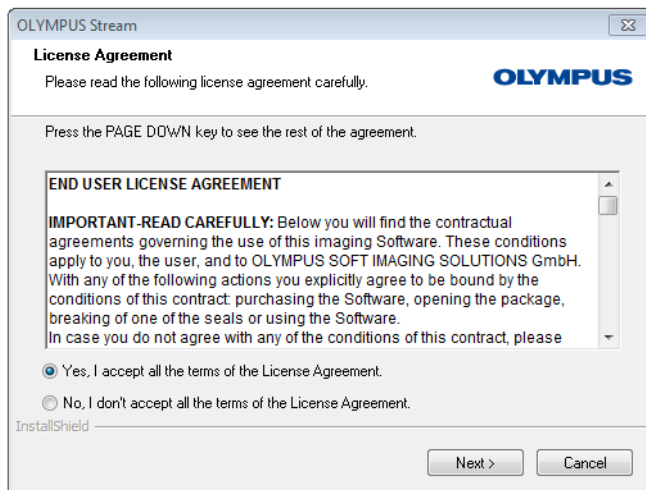 OLYMPUS Stream
License Agreement
Please read the following license agreement carefully.
OLYMPUS
Press the PAGE DOWN key to see the rest of the agreement.
END USER LICENSE AGREEMENT
IMPORTANT-READ CAREFULLY: Below you will find the contractual
agreements governing the use of this imaging Software. These conditions
apply to you, the user, and to OLYMPUS SOFT IMAGING SOLUTIONS GmbH.
With any of the following actions you explicitly agree to be bound by the
conditions of this contract: purchasing the Software, opening the package,
breaking of one of the seals or using the Software.
In case you do not agree with any of the conditions of this contract, please
Yes, I accept all the terms of the License Agreement.
No, I don't accept all the terms of the License Agreement.
InstallShield
Next >
Cancel